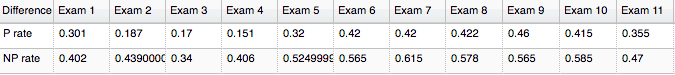 Difference Exam 1 Exam 2 Exam 3 Exam 4 Exam 5 Exam 6 Exam 7 Exam 8 Exam 9 Exam 10 Exam 11
P rate 0.301 0.187 0.17 0.151 0.32 0.42 0.42 0.422 0.46 0.415 0.355
NP rate 0.402 0.4390000 0.34 0.406 0.5249999 0.565 0.615 0.578 0.565 0.585 0.47